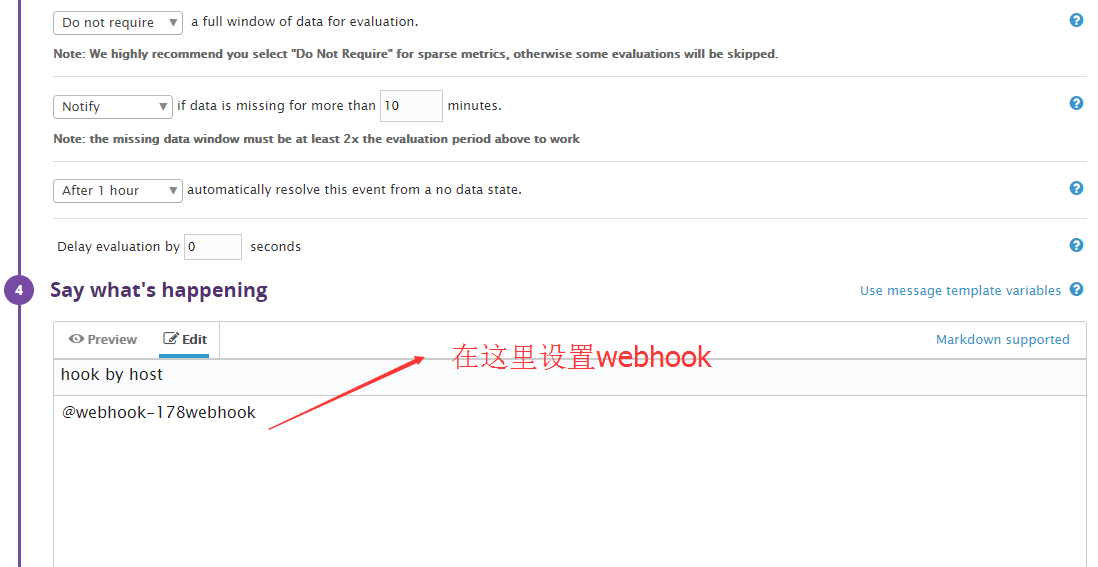 Do not require a full window of data for evaluation.
Note: We highly recommend you select "Do Not Require" for sparse metrics, otherwise some evaluations will be skipped.
Notify if data is missing for more than 10 minutes.
Note: the missing data window must be at least 2x the evaluation period above to work
After 1 hour automatically resolve this event from a no data state.
Delay evaluation by 0 seconds
4 Say what's happening Use message template variables
Preview Edit Markdown supported
在这里设置webhook
hook by host
@webhook-178webhook